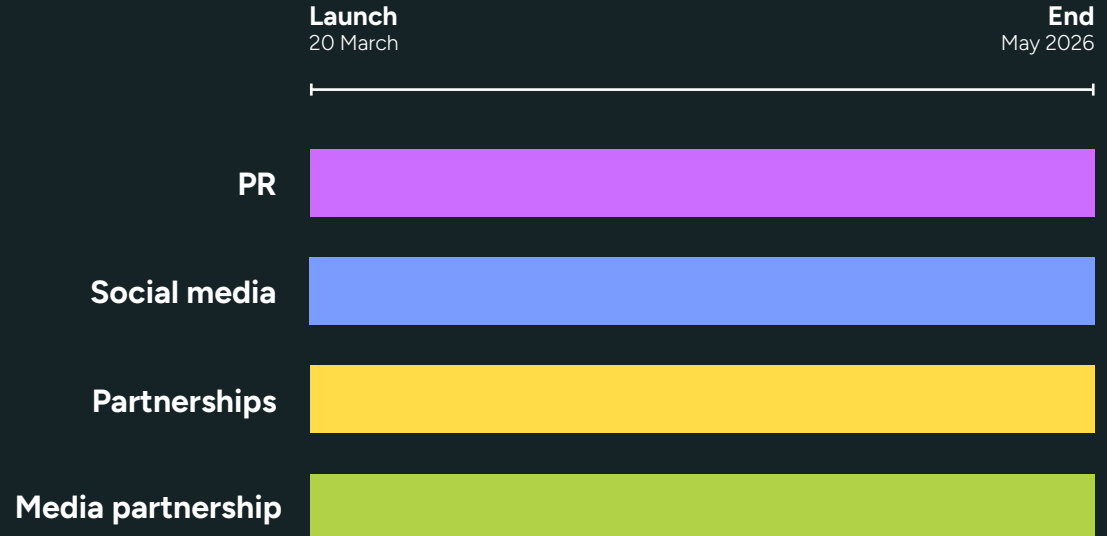 Launch
20 March
End
May 2026
PR
Social media
Partnerships
Media partnership